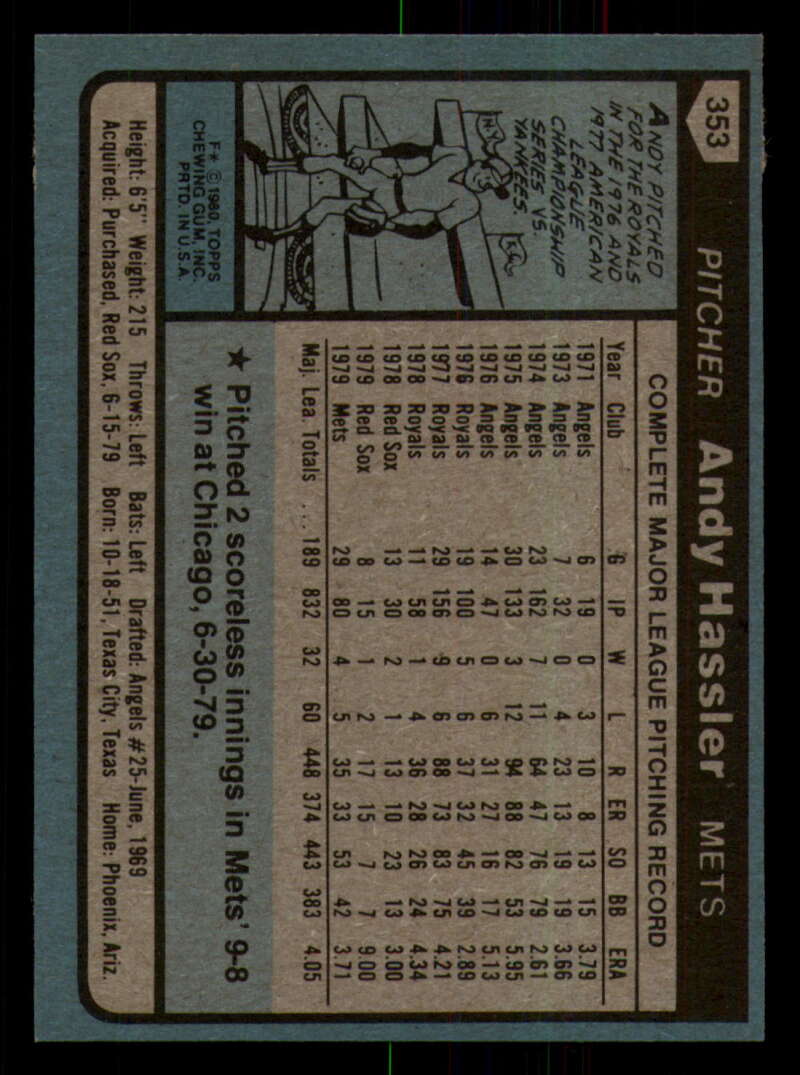 353
PITCHER Andy Hassler METS
ANDY PITCHED
FOR THE ROYALS
IN THE 1976 AND
1977 AMERICAN
LEAGUE
CHAMPIONSHIP
SERIES VS.
YANKEES.
F* © 1980 TOPPS
CHEWING GUM, INC.
PRTD. IN U.S.A.
COMPLETE MAJOR LEAGUE PITCHING RECORD
Year Club G IP W L R ER SO BB ERA
1971 Angels 6 19 0 3 10 8 13 15 3.79
1973 Angels 7 32 0 4 23 13 19 19 3.66
1974 Angels 23 162 7 11 64 47 76 79 2.61
1975 Angels 30 133 3 12 94 88 82 53 5.95
1976 Angels 14 47 0 6 31 27 16 17 5.13
1976 Royals 19 100 5 6 37 32 45 39 2.89
1977 Royals 29 156 9 6 88 73 83 75 4.21
1978 Royals 11 58 1 4 36 28 26 24 4.34
1978 Red Sox 13 30 2 1 13 10 23 13 3.00
1979 Red Sox 8 15 1 2 17 15 7 7 9.00
1979 Mets 29 80 4 5 35 33 53 42 3.71
Maj. Lea. Totals ... 189 832 32 60 448 374 443 383 4.05
★ Pitched 2 scoreless innings in Mets' 9-8
win at Chicago, 6-30-79.
Height: 6'5" Weight: 215 Throws: Left Bats: Left Drafted: Angels #25-June, 1969
Acquired: Purchased, Red Sox, 6-15-79 Born: 10-18-51, Texas City, Texas Home: Phoenix, Ariz.